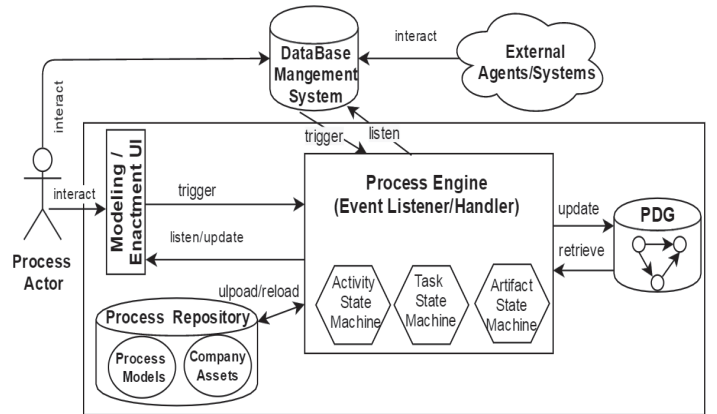 DataBase
Mangement
System
interact
External
Agents/Systems
interact
trigger
listen
Modeling /
Enactment UI
interact
trigger
Process Engine
(Event Listener/Handler)
update
PDG
listen/update
retrieve
Process
Actor
ulpoad/reload
Activity
State
Machine
Task
State
Machine
Artifact
State
Machine
Process Repository
Process
Models
Company
Assets